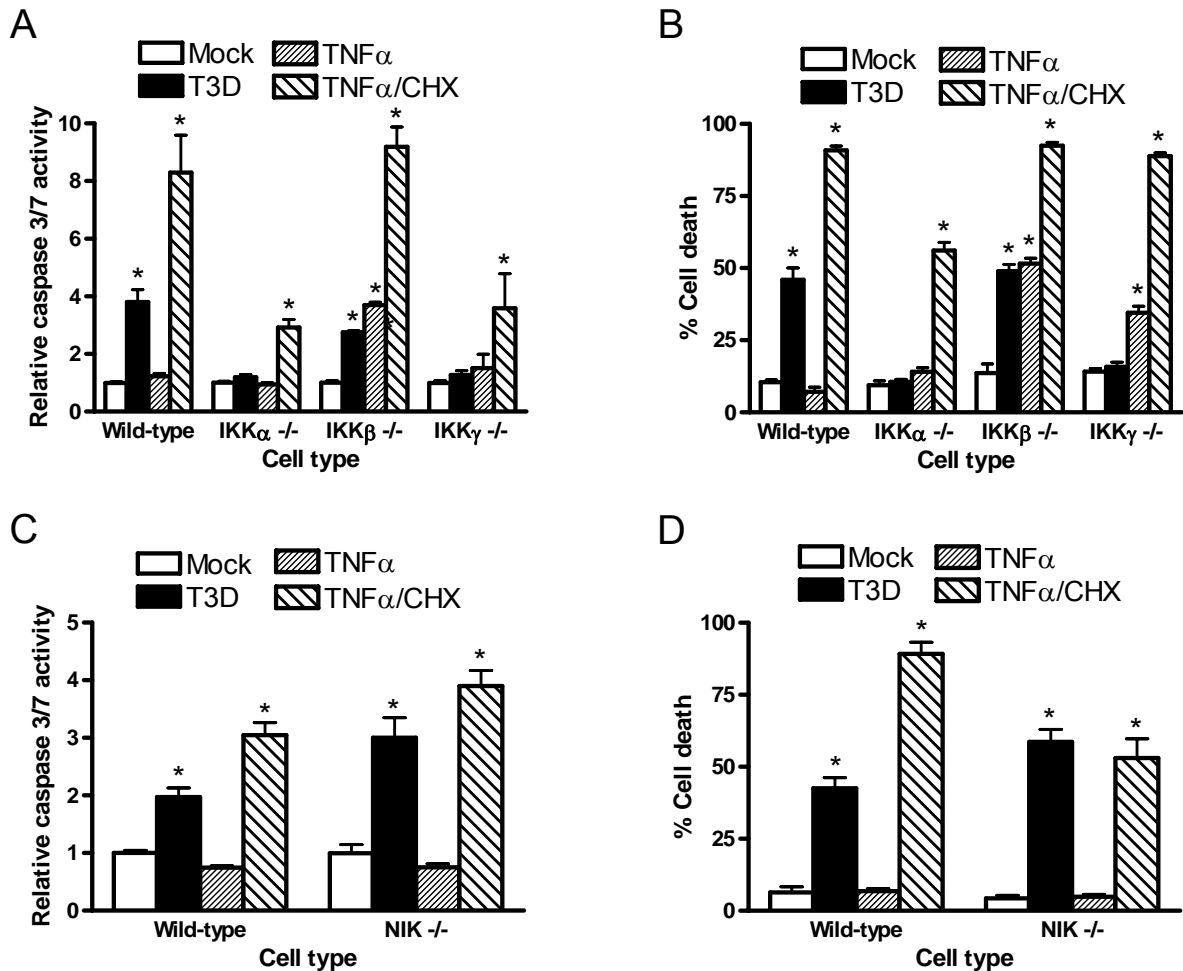 A
Mock
TNFα
T3D
TNFα/CHX
Relative caspase 3/7 activity
10
8
6
4
2
0
*
*
*
*
*
*
*
Wild-type
IKKα -/-
IKKβ -/-
IKKγ -/-
Cell type
B
Mock
TNFα
T3D
TNFα/CHX
% Cell death
100
75
50
25
0
*
*
*
*
*
*
*
*
Wild-type
IKKα -/-
IKKβ -/-
IKKγ -/-
Cell type
C
Mock
TNFα
T3D
TNFα/CHX
Relative caspase 3/7 activity
5
4
3
2
1
0
*
*
*
*
Wild-type
NIK -/-
Cell type
D
Mock
TNFα
T3D
TNFα/CHX
% Cell death
100
75
50
25
0
*
*
*
*
Wild-type
NIK -/-
Cell type